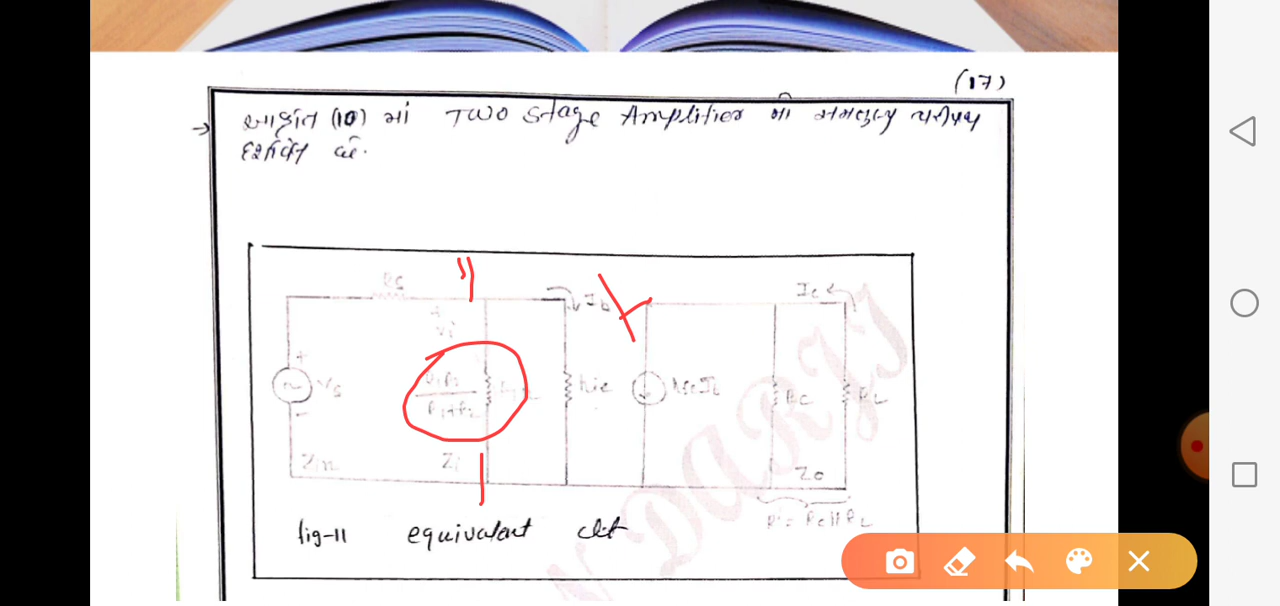 (17)
→ આકૃતિ (10) માં Two Stage Amplifier ની સમતુલ્ય પરીપથ
દર્શાવેલ છે.
Rs
Ib
Ic
+
Vi
+
Vs
-
R1R2
R1+R2
hie
Rc
RL
Zin
Zi
Zo
fig-11 equivalent ckt
R'= Rc||RL